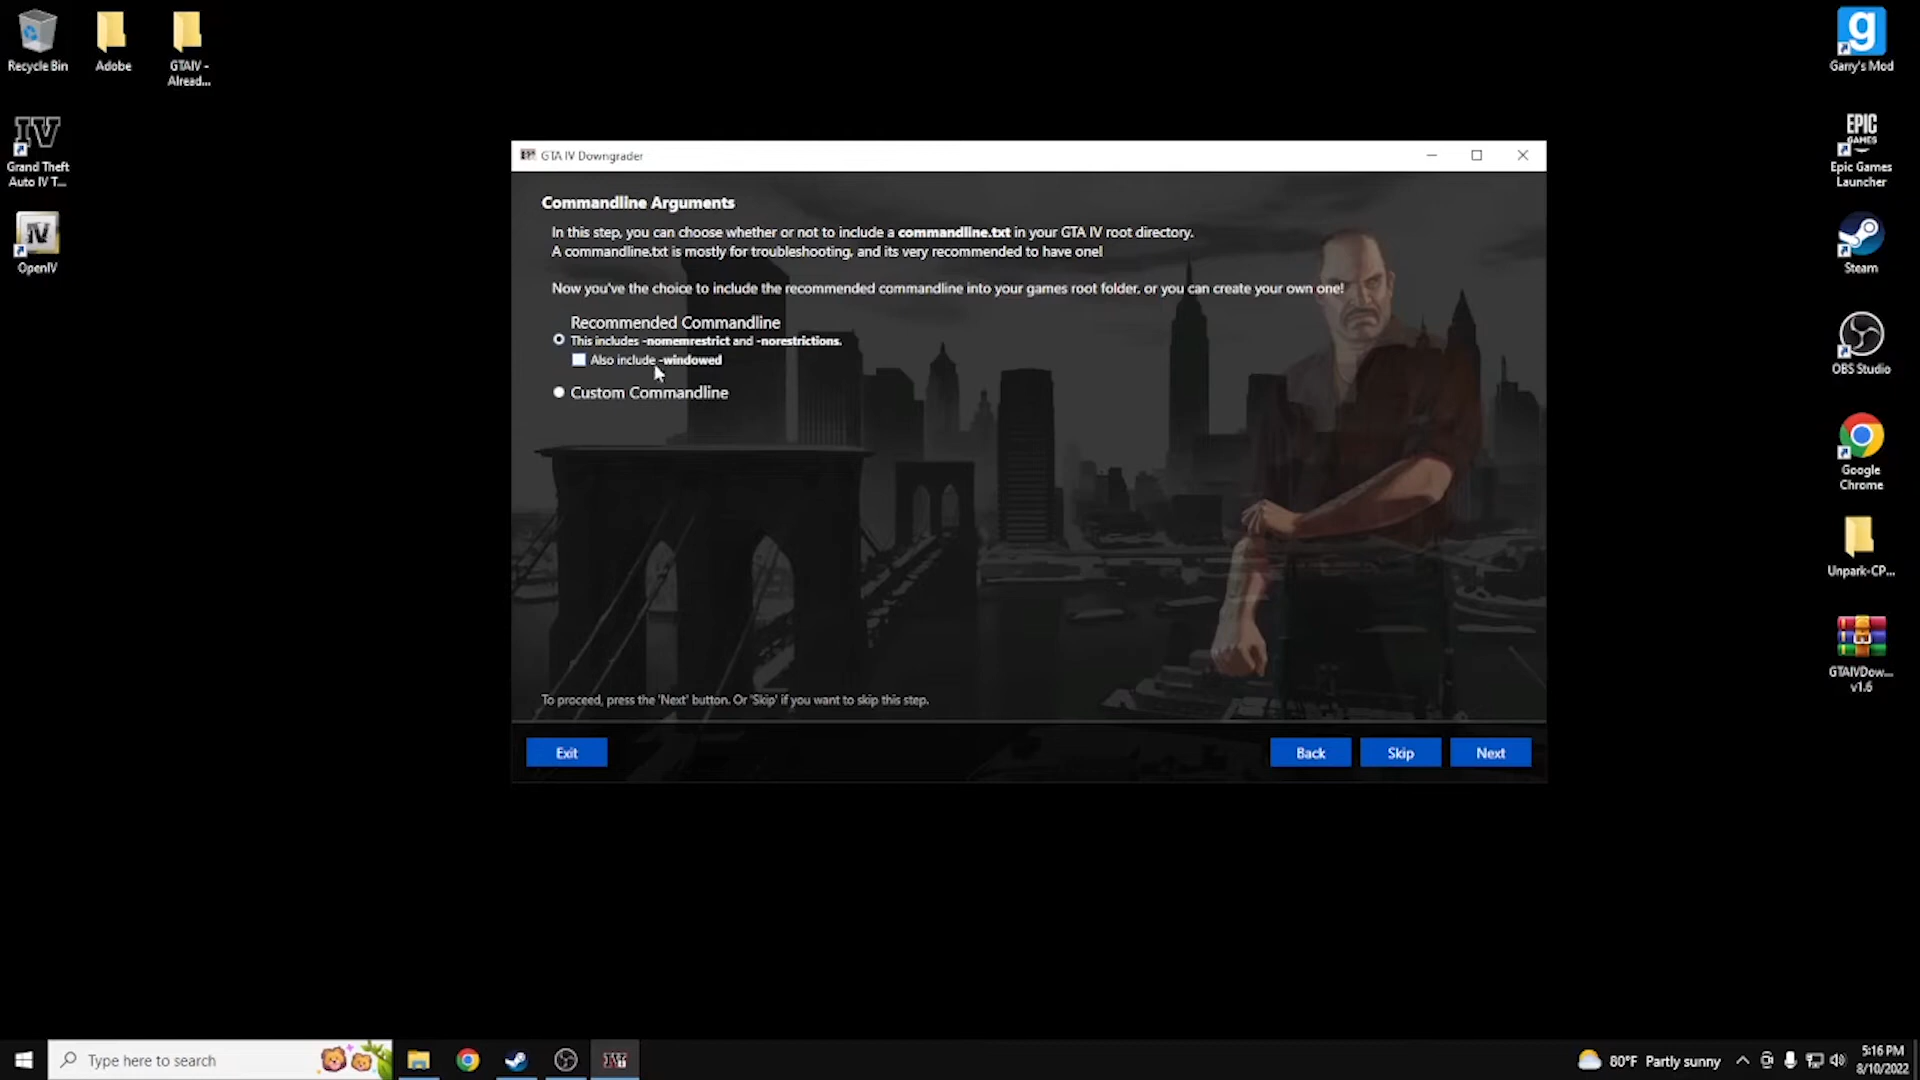 Recycle Bin
Adobe
GTAIV -
Alread...
IV
Grand Theft
Auto IV T...
IV
OpenIV
g
Garry's Mod
EPIC
GAMES
Epic Games
Launcher
Steam
OBS Studio
Google
Chrome
Unpark-CP...
GTAIVDow...
v1.6
GTA IV Downgrader
Commandline Arguments
In this step, you can choose whether or not to include a commandline.txt in your GTA IV root directory.
A commandline.txt is mostly for troubleshooting, and its very recommended to have one!
Now you've the choice to include the recommended commandline into your games root folder, or you can create your own one!
Recommended Commandline
This includes -nomemrestrict and -norestrictions.
Also include -windowed
Custom Commandline
To proceed, press the 'Next' button. Or 'Skip' if you want to skip this step.
Exit
Back
Skip
Next
Type here to search
IV
80°F Partly sunny
5:16 PM
8/10/2022